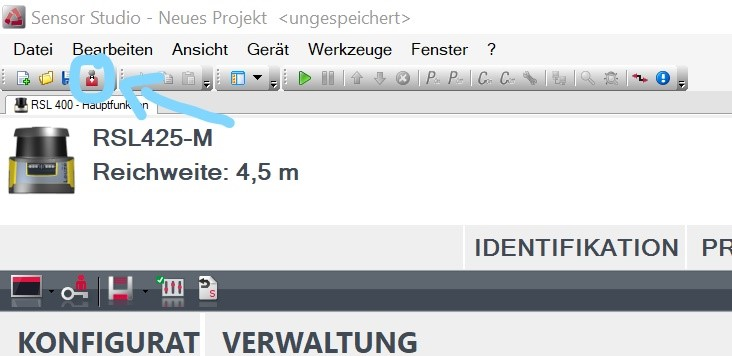 Sensor Studio - Neues Projekt <ungespeichert>
Datei Bearbeiten Ansicht Gerät Werkzeuge Fenster ?
RSL 400 - Hauptfunktion
RSL425-M
Reichweite: 4,5 m
IDENTIFIKATION PR
KONFIGURAT VERWALTUNG